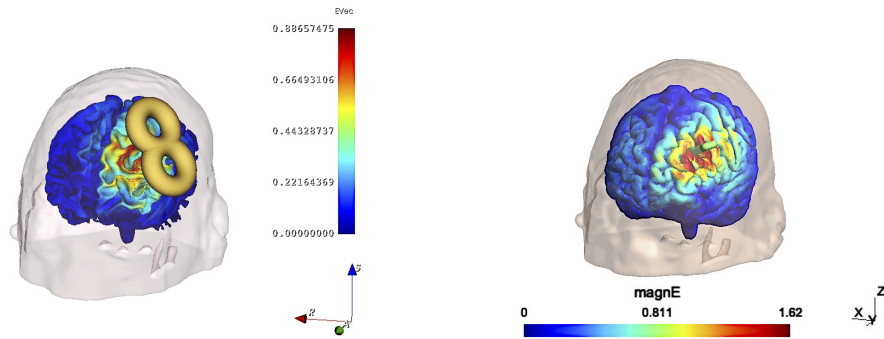 EVec
0.88657475
0.66493106
0.44328737
0.22164369
0.00000000
S
R
A
magnE
0
0.811
1.62
Z
X
Y